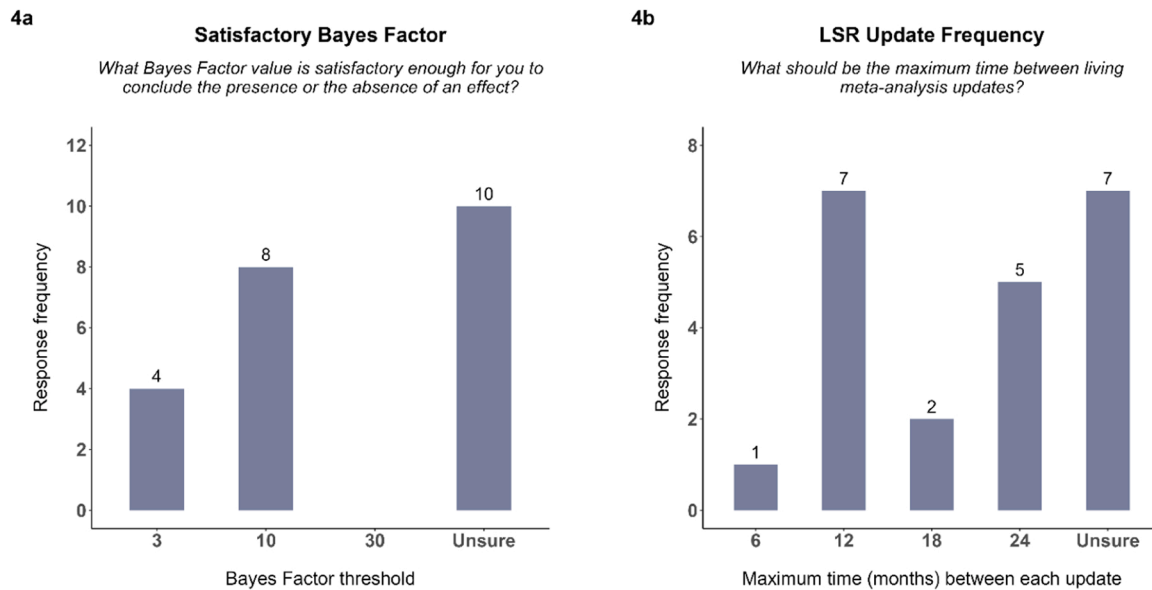 4a
Satisfactory Bayes Factor
What Bayes Factor value is satisfactory enough for you to
conclude the presence or the absence of an effect?
Response frequency
12
10
8
6
4
2
0
4
8
10
3
10
30
Unsure
Bayes Factor threshold
4b
LSR Update Frequency
What should be the maximum time between living
meta-analysis updates?
Response frequency
8
6
4
2
0
1
7
2
5
7
6
12
18
24
Unsure
Maximum time (months) between each update